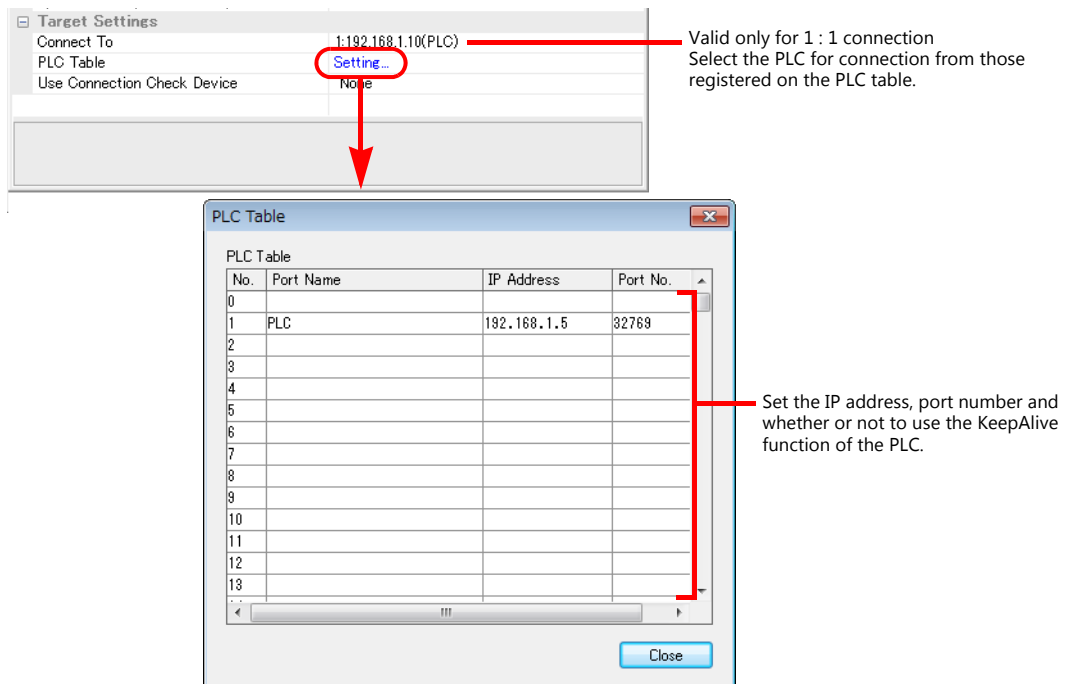 Target Settings
Connect To 1:192.168.1.10(PLC)
Valid only for 1 : 1 connection
Select the PLC for connection from those
registered on the PLC table.
PLC Table Setting...
Use Connection Check Device None
PLC Table
PLC Table
No. Port Name IP Address Port No.
0
1 PLC 192.168.1.5 32769
2
3
4
5
6
7
8
9
10
11
12
13
Set the IP address, port number and
whether or not to use the KeepAlive
function of the PLC.
Close